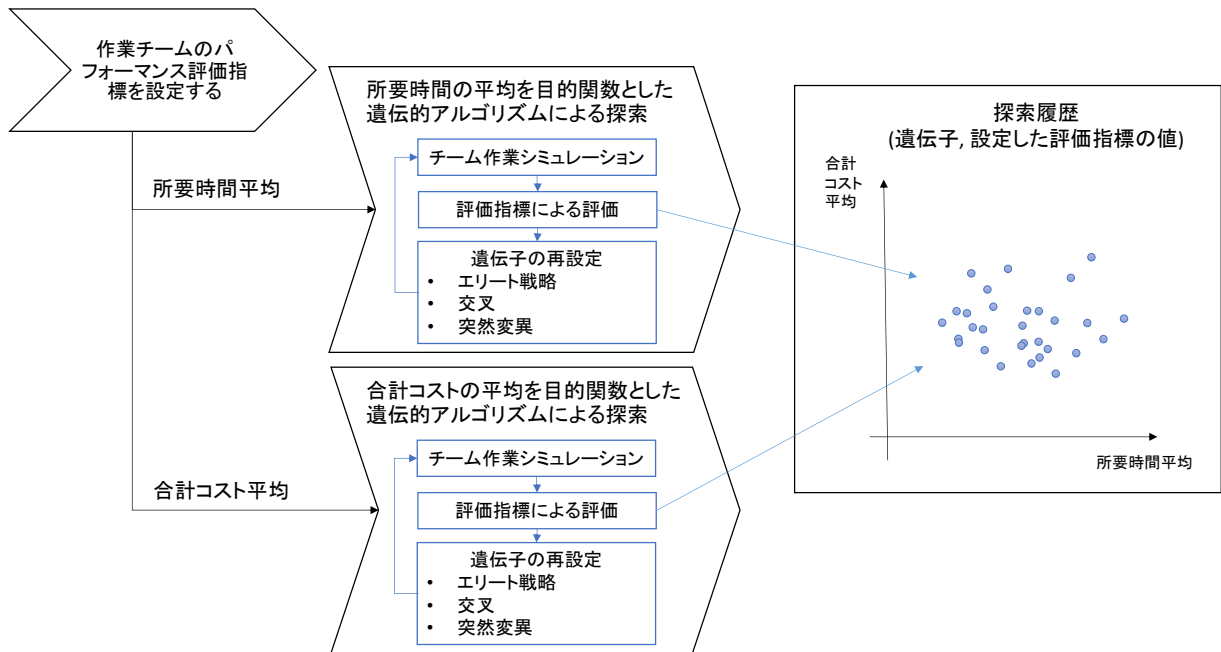 作業チームのパ
フォーマンス評価指
標を設定する
所要時間平均
合計コスト平均
所要時間の平均を目的関数とした
遺伝的アルゴリズムによる探索
チーム作業シミュレーション
評価指標による評価
遺伝子の再設定
• エリート戦略
• 交叉
• 突然変異
合計コストの平均を目的関数とした
遺伝的アルゴリズムによる探索
チーム作業シミュレーション
評価指標による評価
遺伝子の再設定
• エリート戦略
• 交叉
• 突然変異
探索履歴
(遺伝子, 設定した評価指標の値)
合計
コスト
平均
所要時間平均